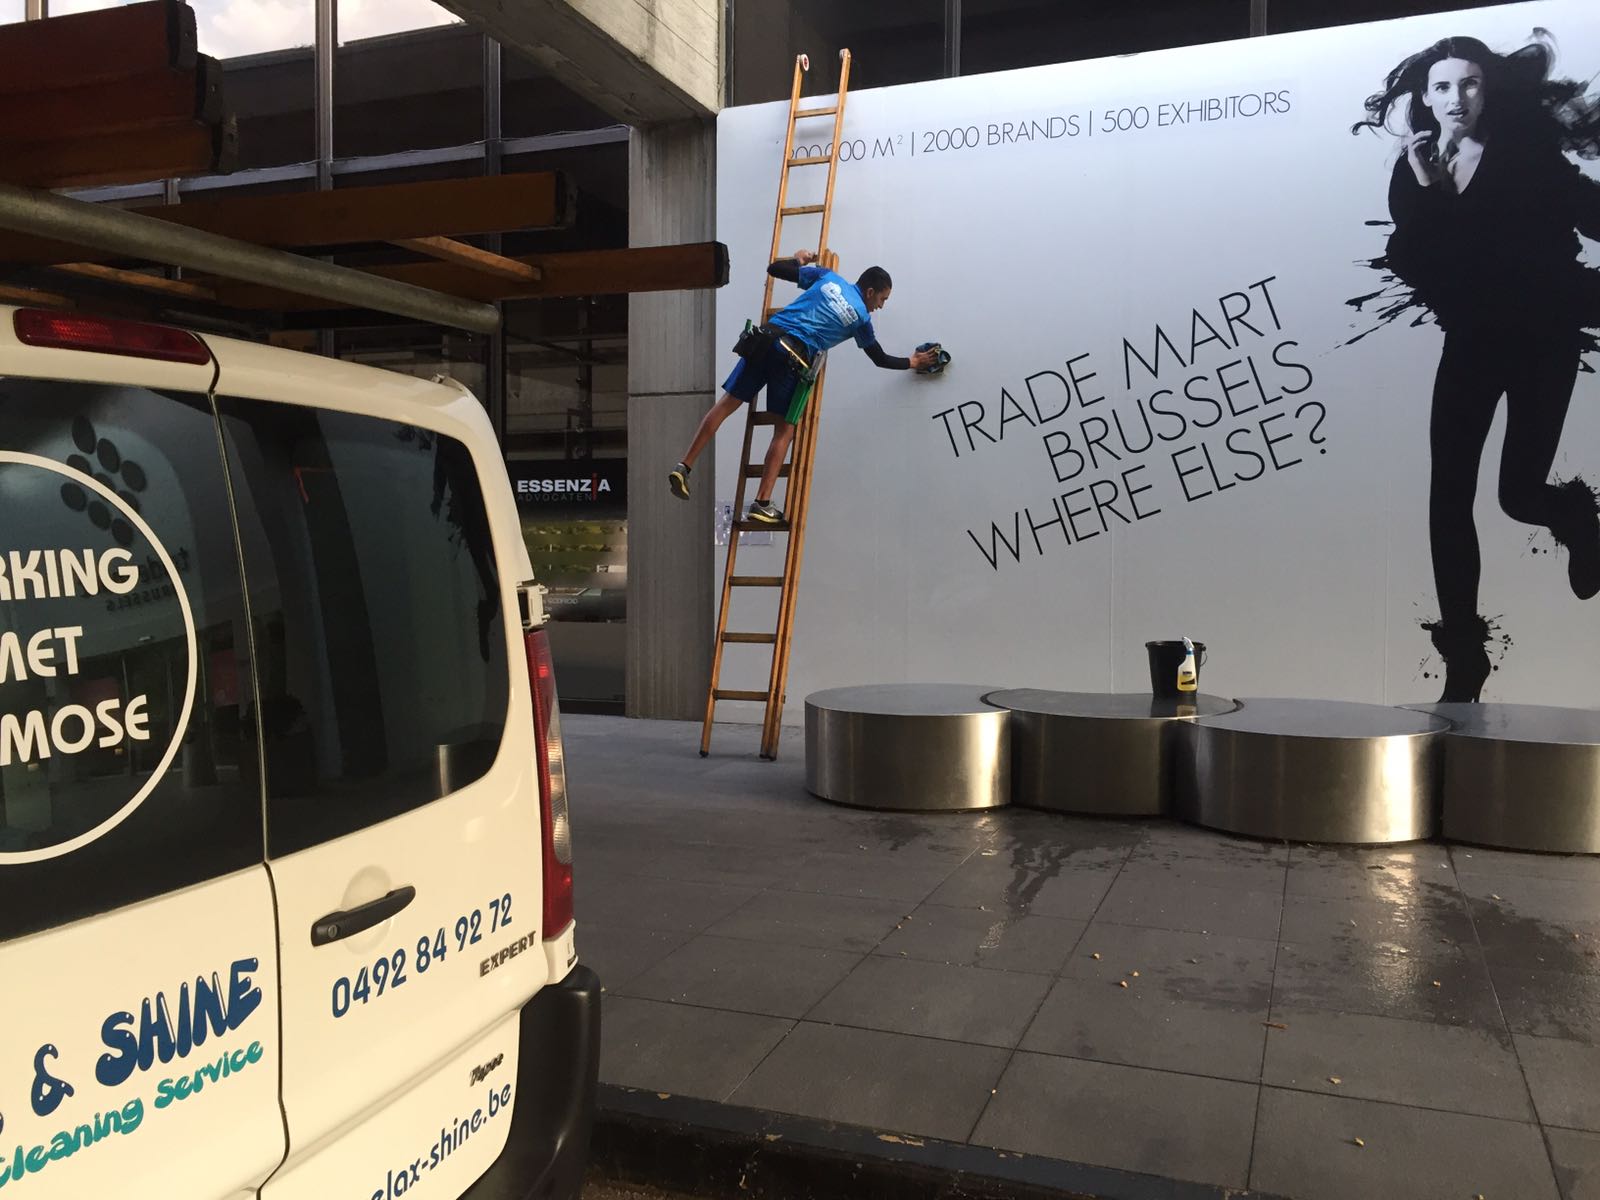 M² | 2000 BRANDS | 500 EXHIBITORS
TRADE MART
BRUSSELS
WHERE ELSE?
ESSENZIA
ADVOCATEN
RKING
MET
MOSE
0492 84 92 72
EXPERT
& SHINE
Cleaning Service
Tepee
elax-shine.be